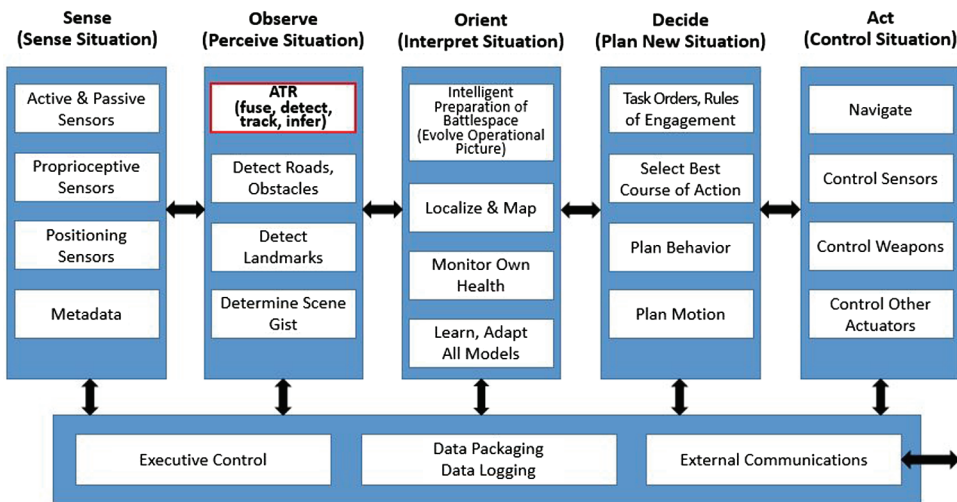 Sense
(Sense Situation)
Observe
(Perceive Situation)
Orient
(Interpret Situation)
Decide
(Plan New Situation)
Act
(Control Situation)
Active & Passive
Sensors
Proprioceptive
Sensors
Positioning
Sensors
Metadata
ATR
(fuse, detect,
track, infer)
Detect Roads,
Obstacles
Detect
Landmarks
Determine Scene
Gist
Intelligent
Preparation of
Battlespace
(Evolve Operational
Picture)
Localize & Map
Monitor Own
Health
Learn, Adapt
All Models
Task Orders, Rules
of Engagement
Select Best
Course of Action
Plan Behavior
Plan Motion
Navigate
Control Sensors
Control Weapons
Control Other
Actuators
Executive Control
Data Packaging
Data Logging
External Communications